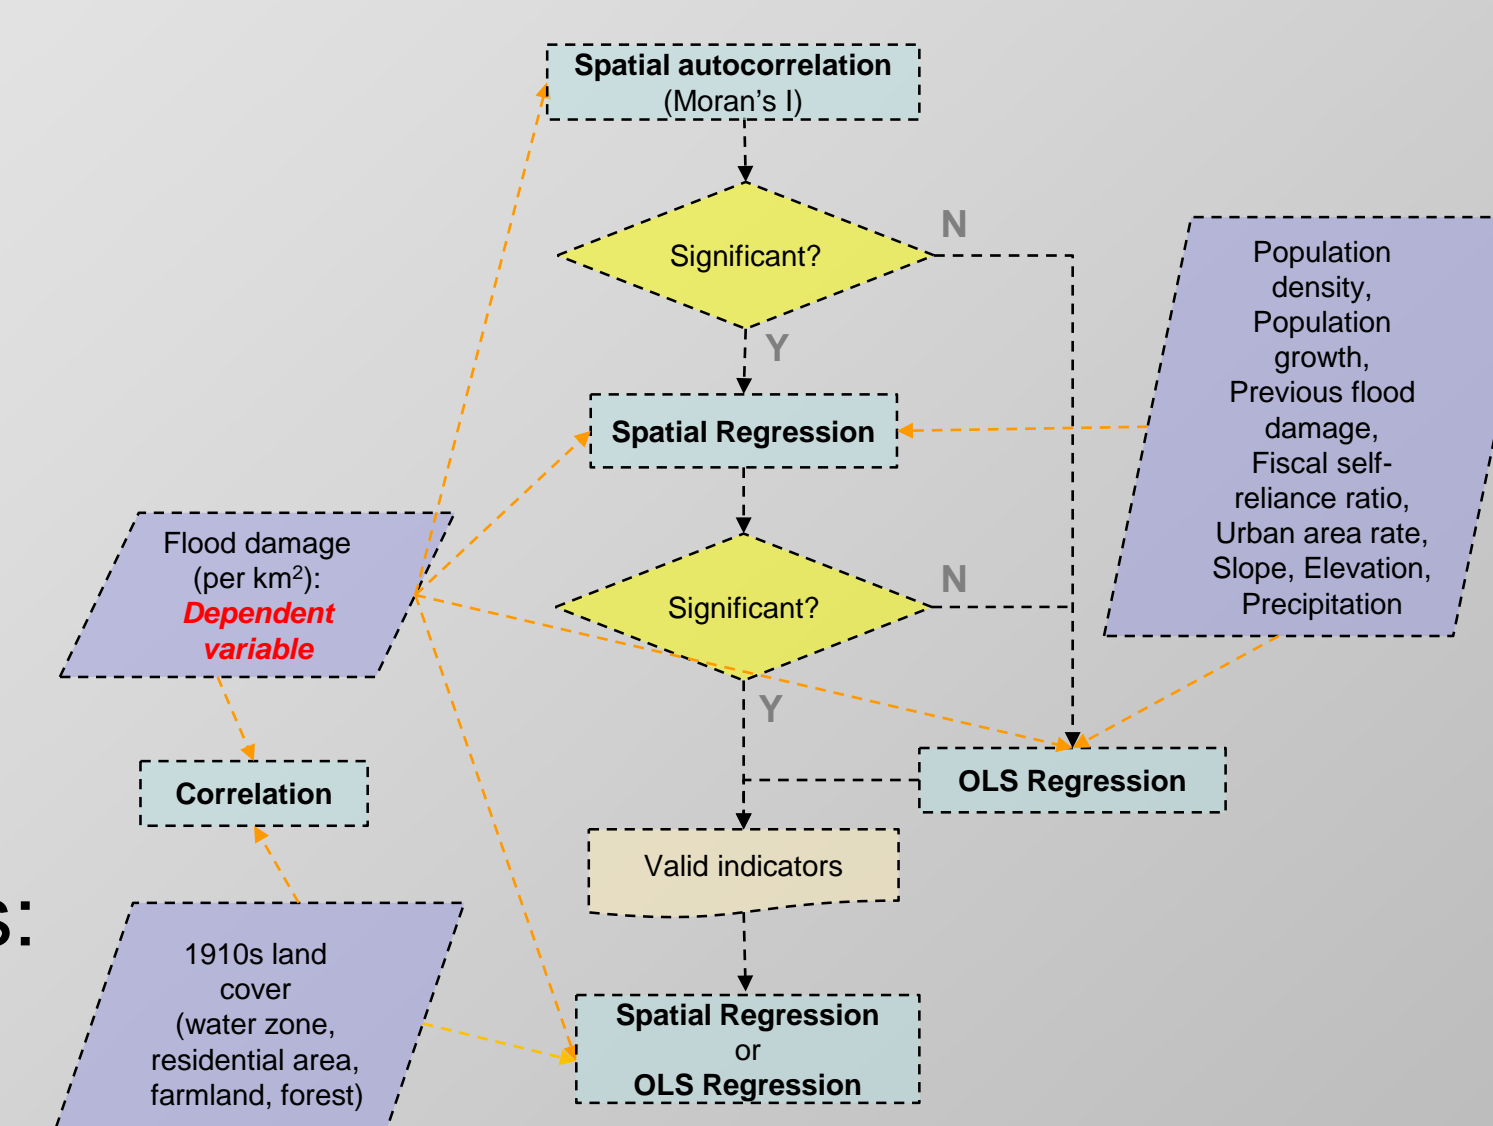 Spatial autocorrelation
(Moran's I)
Significant?
N
Y
Spatial Regression
Population
density,
Population
growth,
Previous flood
damage,
Fiscal self-
reliance ratio,
Urban area rate,
Slope, Elevation,
Precipitation
Flood damage
(per km²):
Dependent
variable
Significant?
N
Y
Correlation
OLS Regression
Valid indicators
s:
1910s land
cover
(water zone,
residential area,
farmland, forest)
Spatial Regression
or
OLS Regression